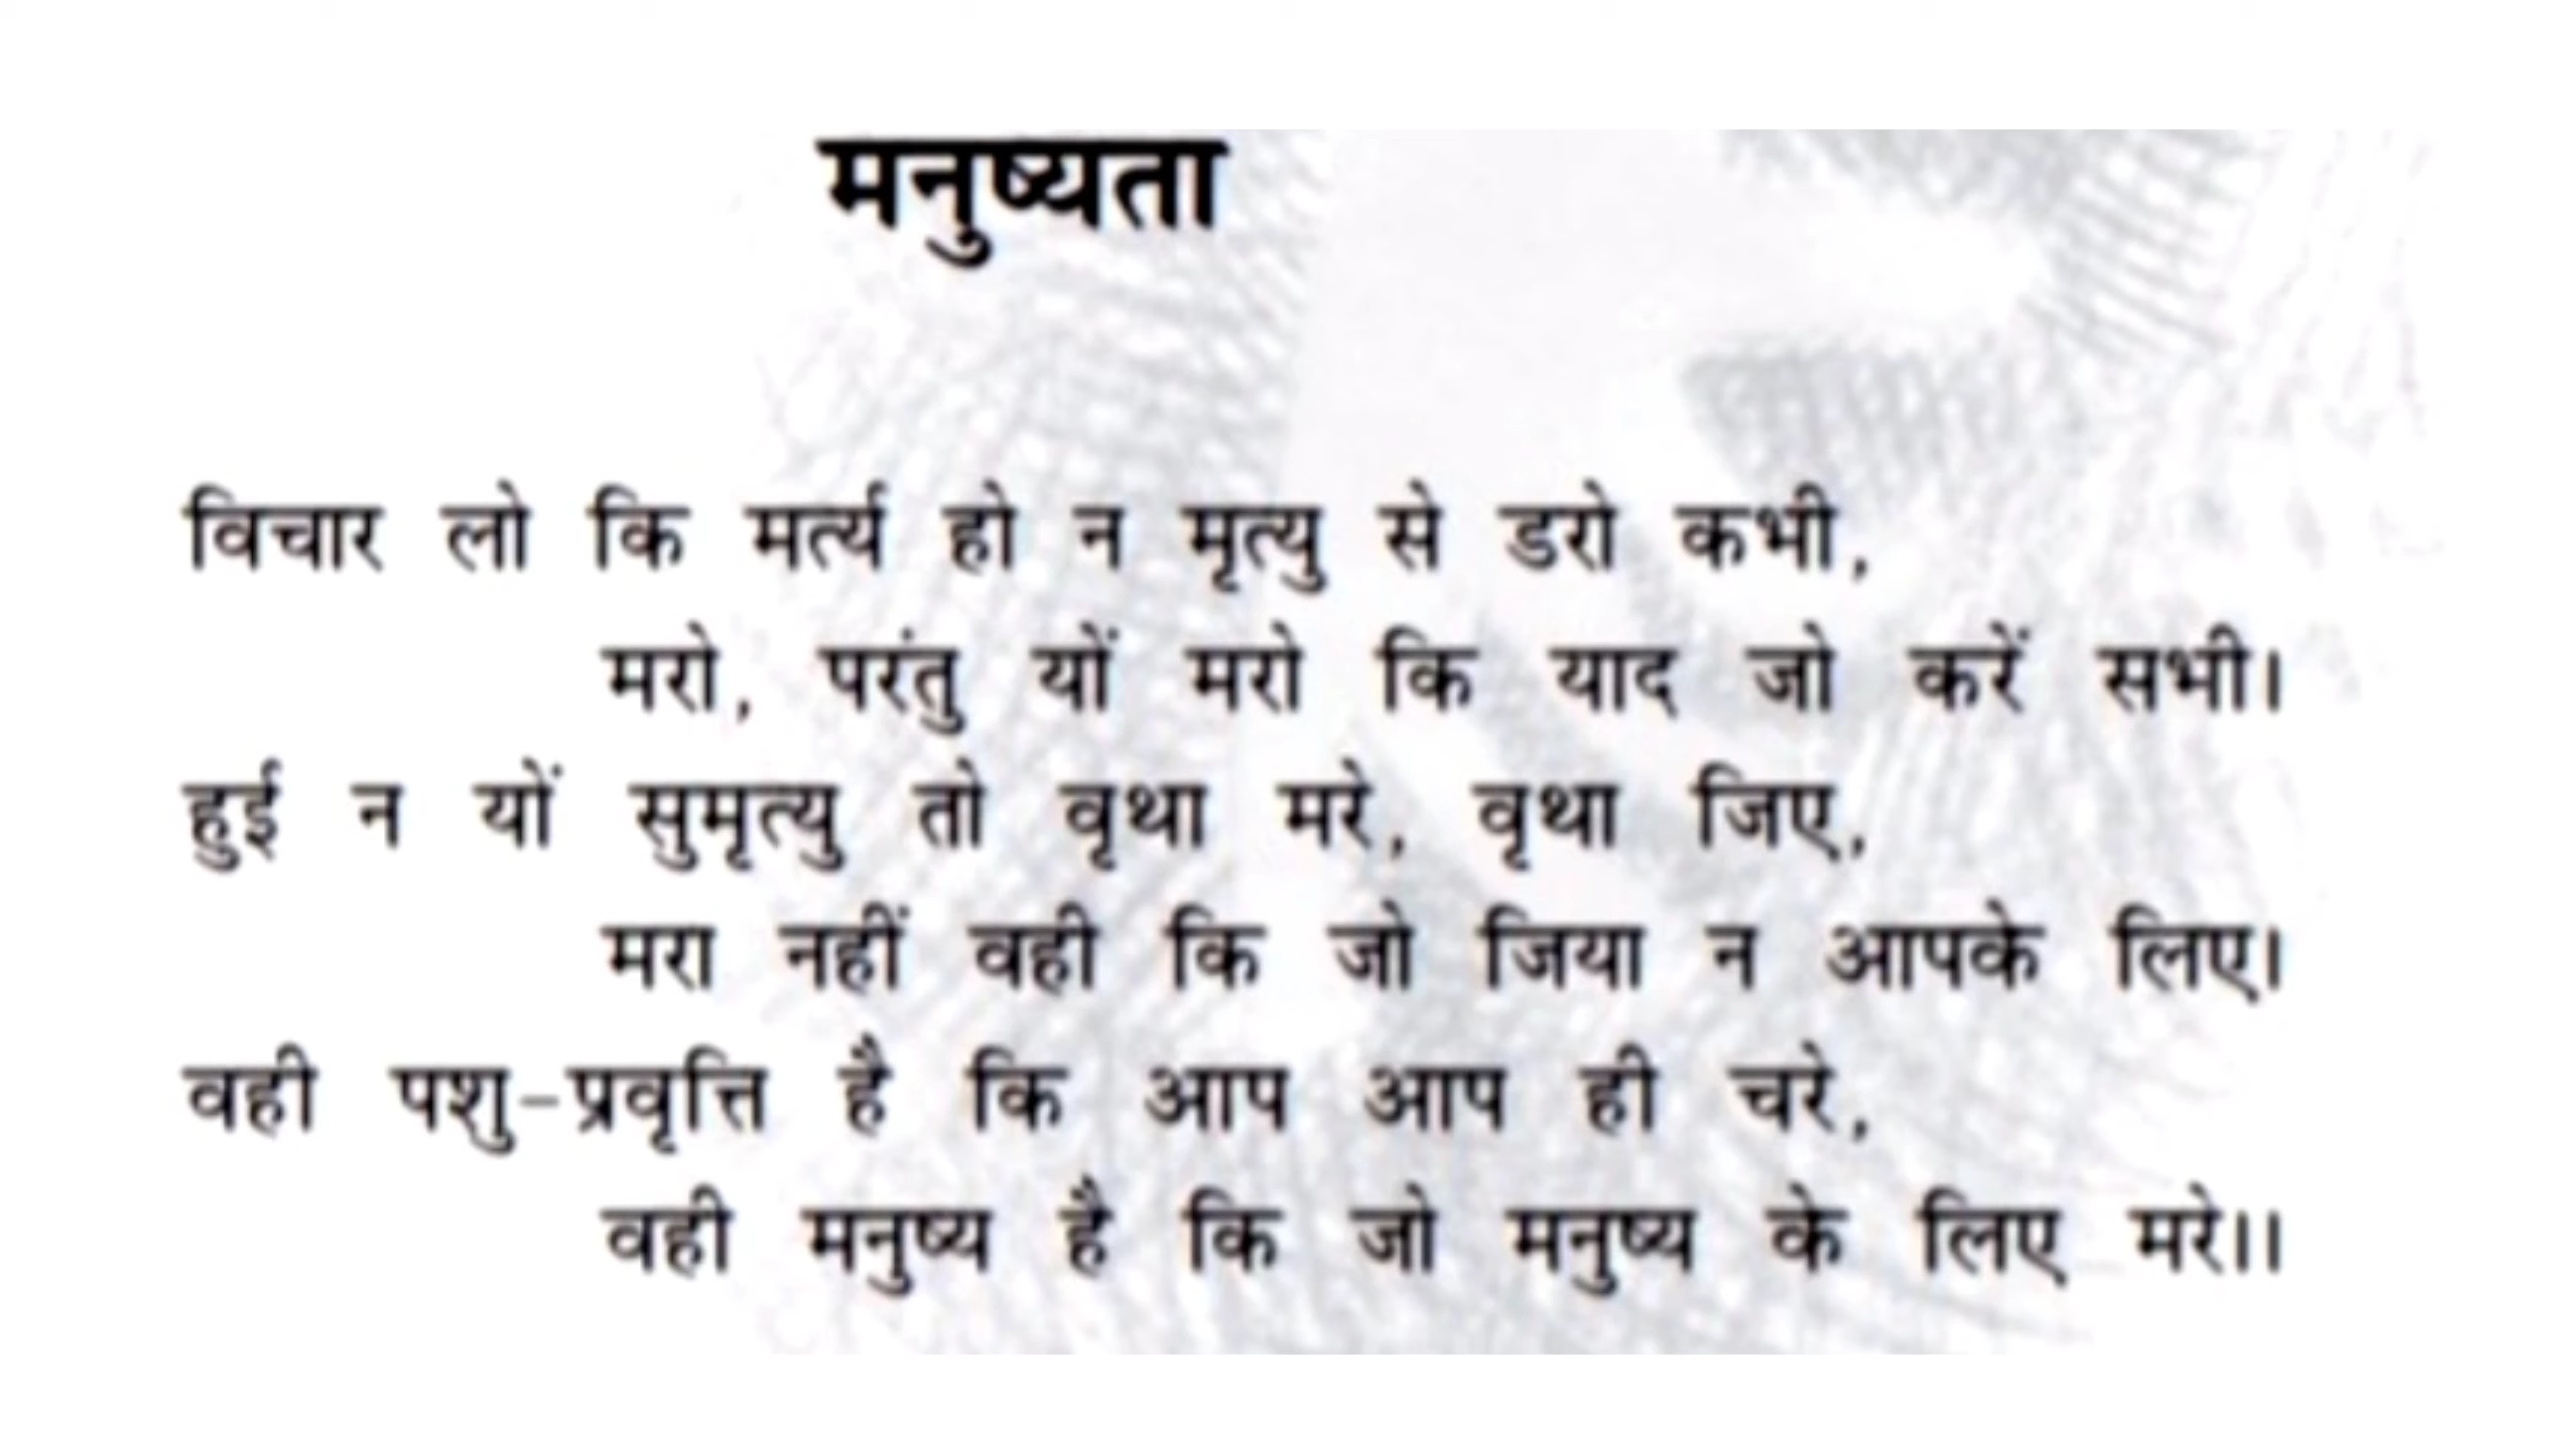 मनुष्यता
विचार लो कि मर्त्य हो न मृत्यु से डरो कभी,
मरो, परंतु यों मरो कि याद जो करें सभी।
हुई न यों सुमृत्यु तो वृथा मरे, वृथा जिए,
मरा नहीं वही कि जो जिया न आपके लिए।
वही पशु-प्रवृत्ति है कि आप आप ही चरे,
वही मनुष्य है कि जो मनुष्य के लिए मरे।।